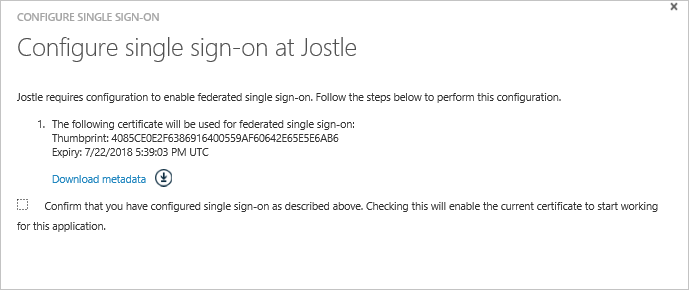 CONFIGURE SINGLE SIGN-ON
x
Configure single sign-on at Jostle
Jostle requires configuration to enable federated single sign-on. Follow the steps below to perform this configuration.
1. The following certificate will be used for federated single sign-on:
Thumbprint: 4085CE0E2F6386916400559AF60642E65E5E6AB6
Expiry: 7/22/2018 5:39:03 PM UTC
Download metadata
Confirm that you have configured single sign-on as described above. Checking this will enable the current certificate to start working
for this application.